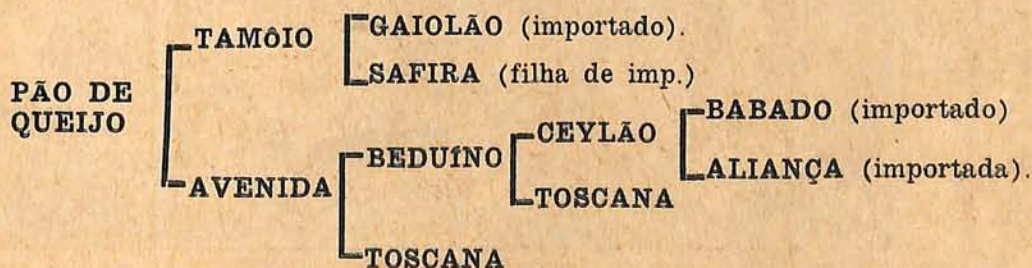 GAIOLÃO (importado).
TAMôIO
SAFIRA (filha de imp.)
PÃO DE
QUEIJO
BABADO (importado)
CEYLÃO
BEDUíNO
ALIANÇA (importada).
AVENIDA
TOSCANA
TOSCANA